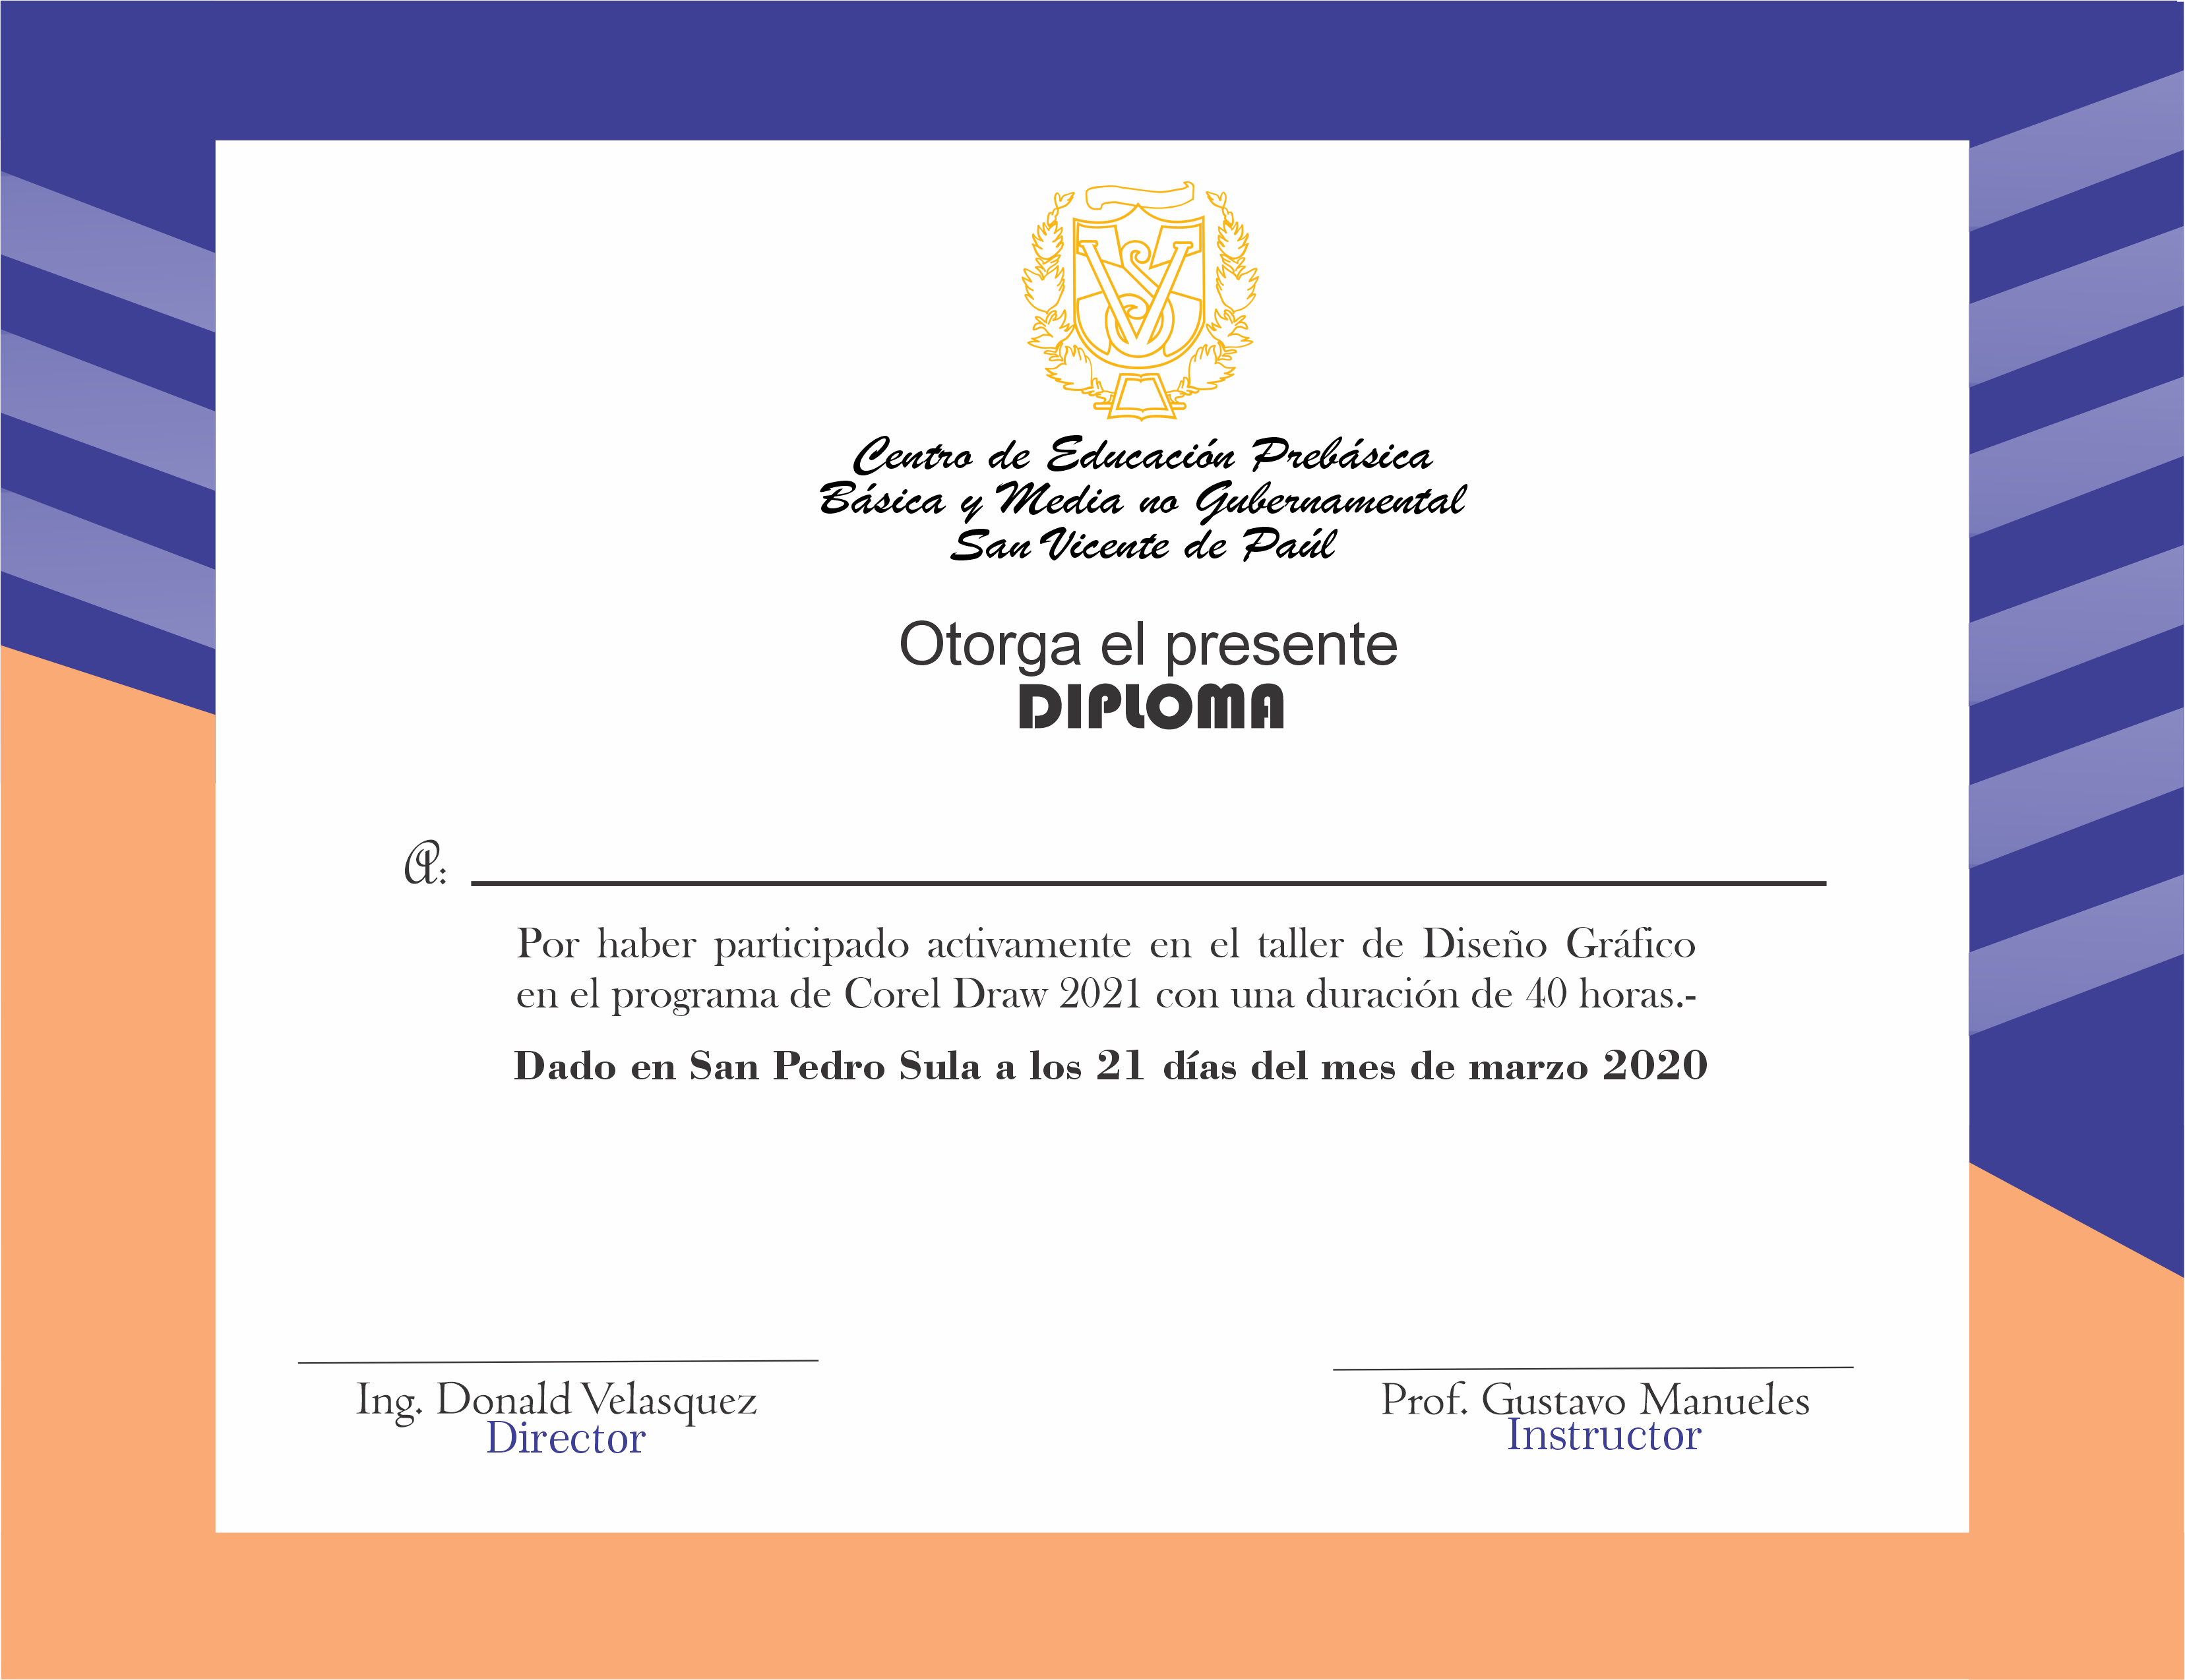 Centro de Educación Prebásica
Básica y Media no Gubernamental
San Vicente de Paúl
Otorga el presente
DIPLOMA
A:
Por haber participado activamente en el taller de Diseño Gráfico
en el programa de Corel Draw 2021 con una duración de 40 horas.-
Dado en San Pedro Sula a los 21 días del mes de marzo 2020
Ing. Donald Velasquez
Director
Prof. Gustavo Manueles
Instructor